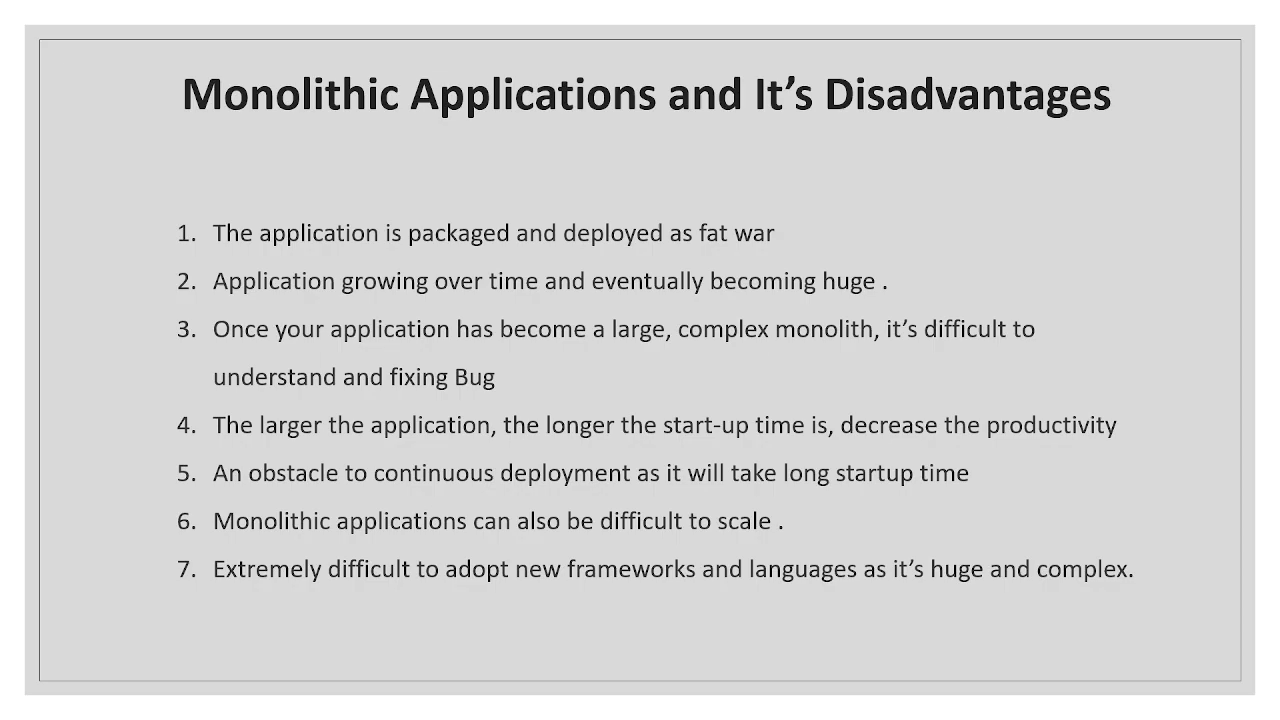 Monolithic Applications and It’s Disadvantages
1. The application is packaged and deployed as fat war
2. Application growing over time and eventually becoming huge .
3. Once your application has become a large, complex monolith, it’s difficult to
understand and fixing Bug
4. The larger the application, the longer the start-up time is, decrease the productivity
5. An obstacle to continuous deployment as it will take long startup time
6. Monolithic applications can also be difficult to scale .
7. Extremely difficult to adopt new frameworks and languages as it’s huge and complex.